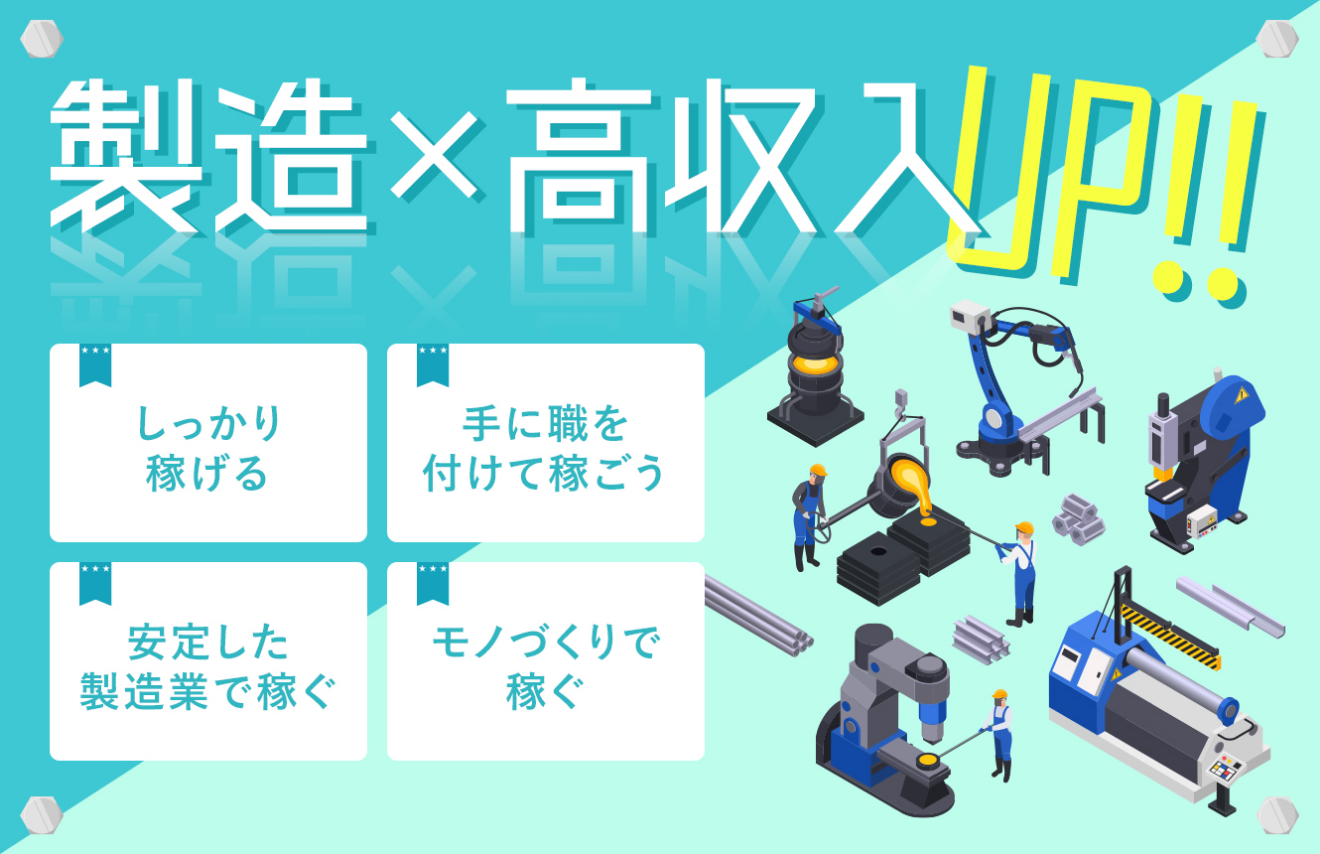 製造×高収入UP!!
しっかり
稼げる
手に職を
付けて稼ごう
安定した
製造業で稼ぐ
モノづくりで
稼ぐ